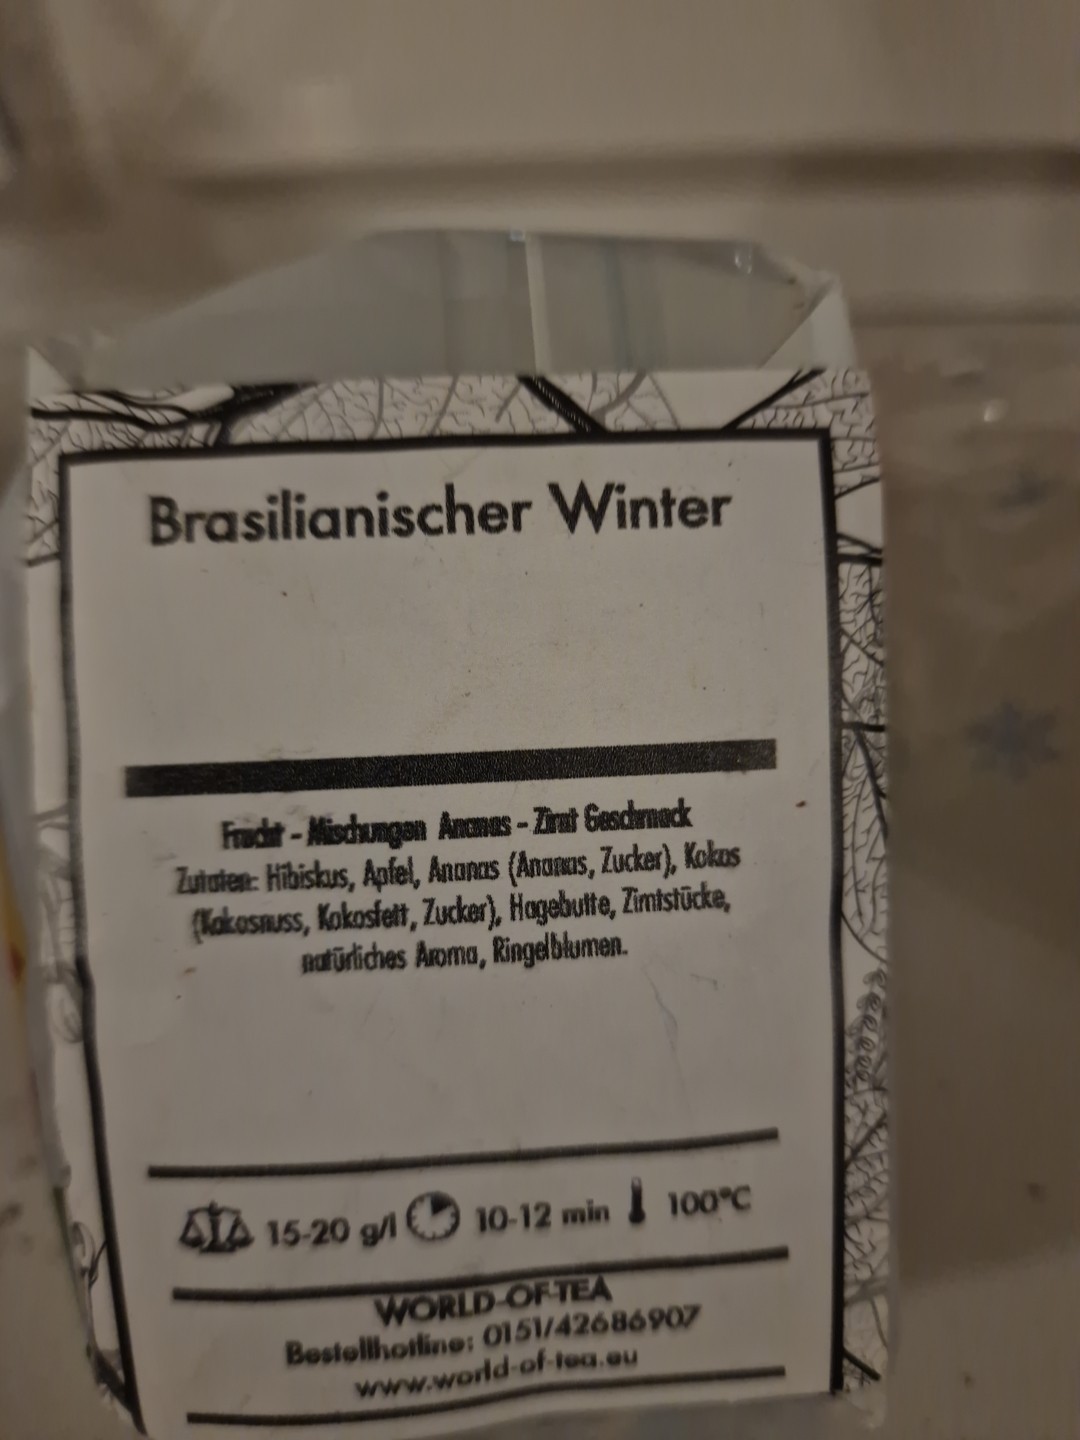 Brasilianischer Winter
Frucht - Mischungen Ananas - Zimt Geschmack
Zutaten: Hibiskus, Apfel, Ananas (Ananas, Zucker), Kokos
(Kokosnuss, Kokosfett, Zucker), Hagebutte, Zimtstücke,
natürliches Aroma, Ringelblumen.
15-20 g/l 10-12 min 100°C
WORLD-OF-TEA
Bestellhotline: 0151/42686907
www.world-of-tea.eu